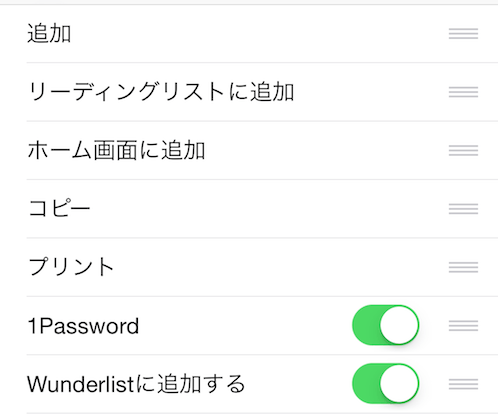 追加
リーディングリストに追加
ホーム画面に追加
コピー
プリント
1Password
Wunderlistに追加する